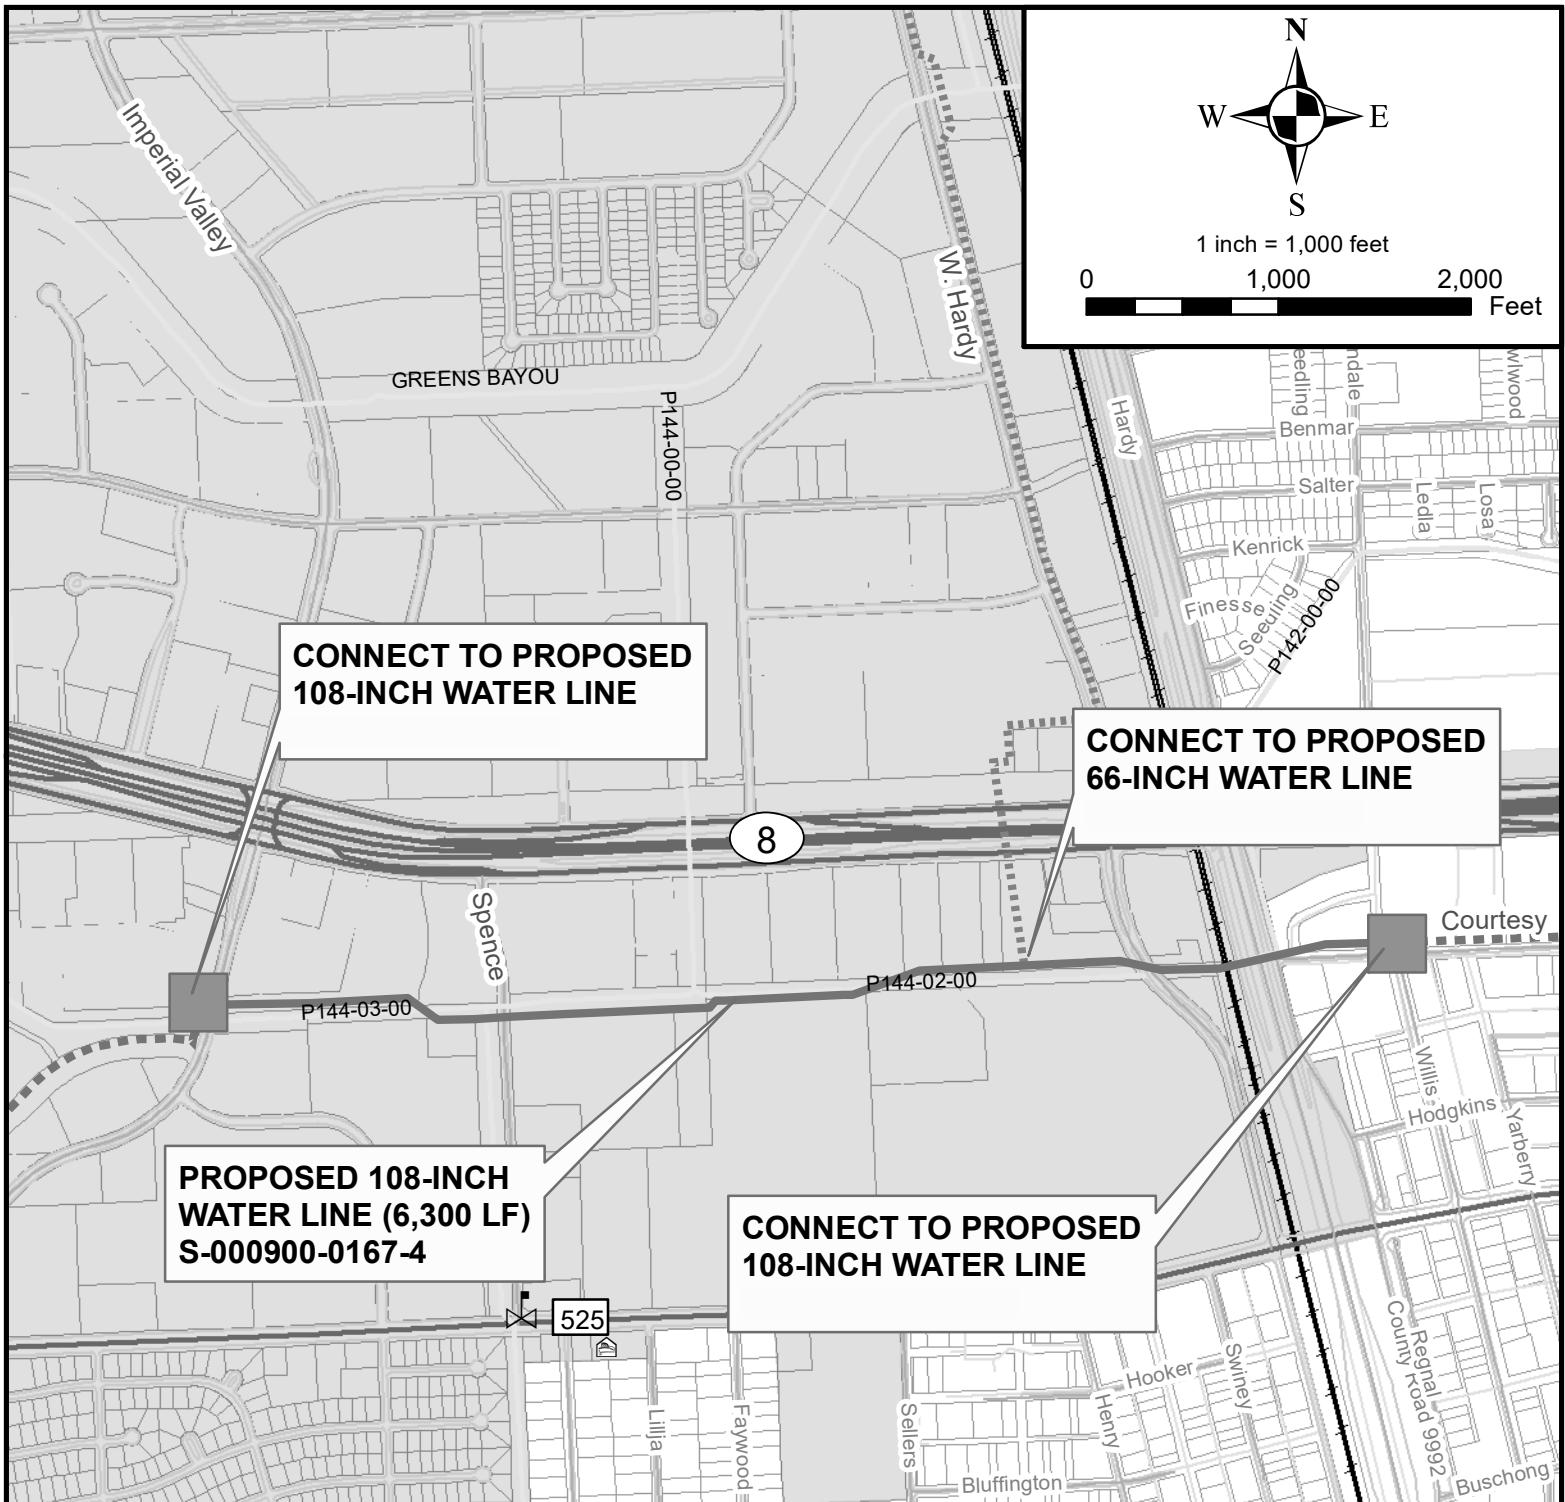 N
W E
S
1 inch = 1,000 feet
0 1,000 2,000
Feet
Imperial Valley
W. Hardy
GREENS BAYOU
P144-00-00
Hardy
eedling
ndale
wlwood
Benmar
Salter
Ledla
Losa
Kenrick
Finesse
Seeuling
P142-00-00
CONNECT TO PROPOSED
108-INCH WATER LINE
CONNECT TO PROPOSED
66-INCH WATER LINE
8
Spence
Courtesy
P144-03-00
P144-02-00
Willis
Hodgkins
Yarberry
PROPOSED 108-INCH
WATER LINE (6,300 LF)
S-000900-0167-4
CONNECT TO PROPOSED
108-INCH WATER LINE
525
Lillja
Faywood
Sellers
Henry
Hooker
Swiney
Regnal
County Road 9992
Bluffington
Buschong